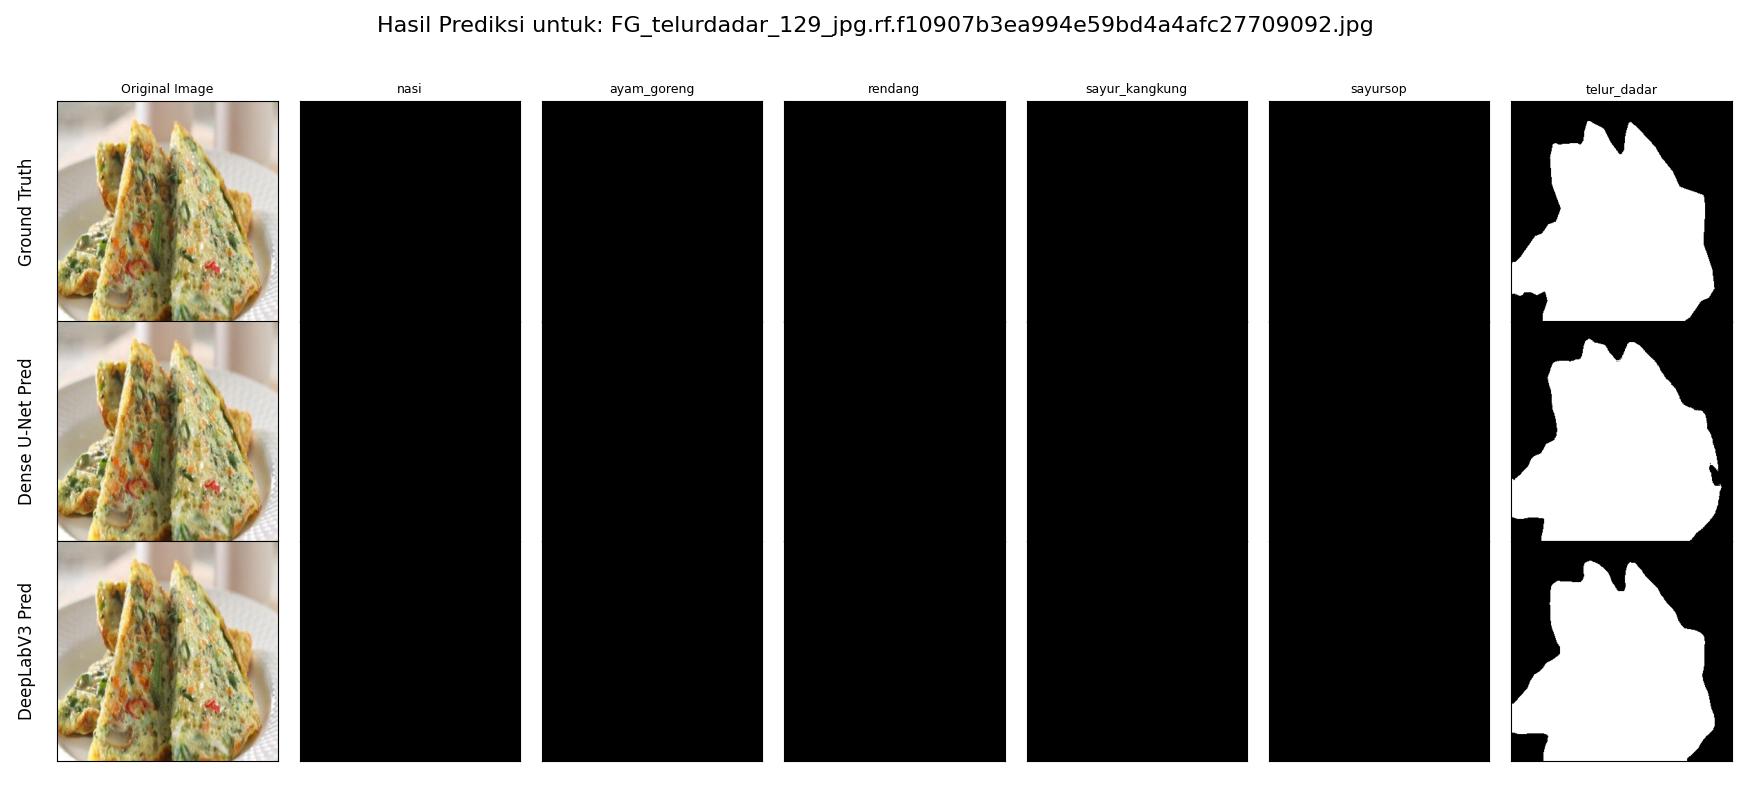 Hasil Prediksi untuk: FG_telurdadar_129_jpg.rf.f10907b3ea994e59bd4a4afc27709092.jpg
Original Image nasi ayam_goreng rendang sayur_kangkung sayursop telur_dadar
Ground Truth
Dense U-Net Pred
DeepLabV3 Pred